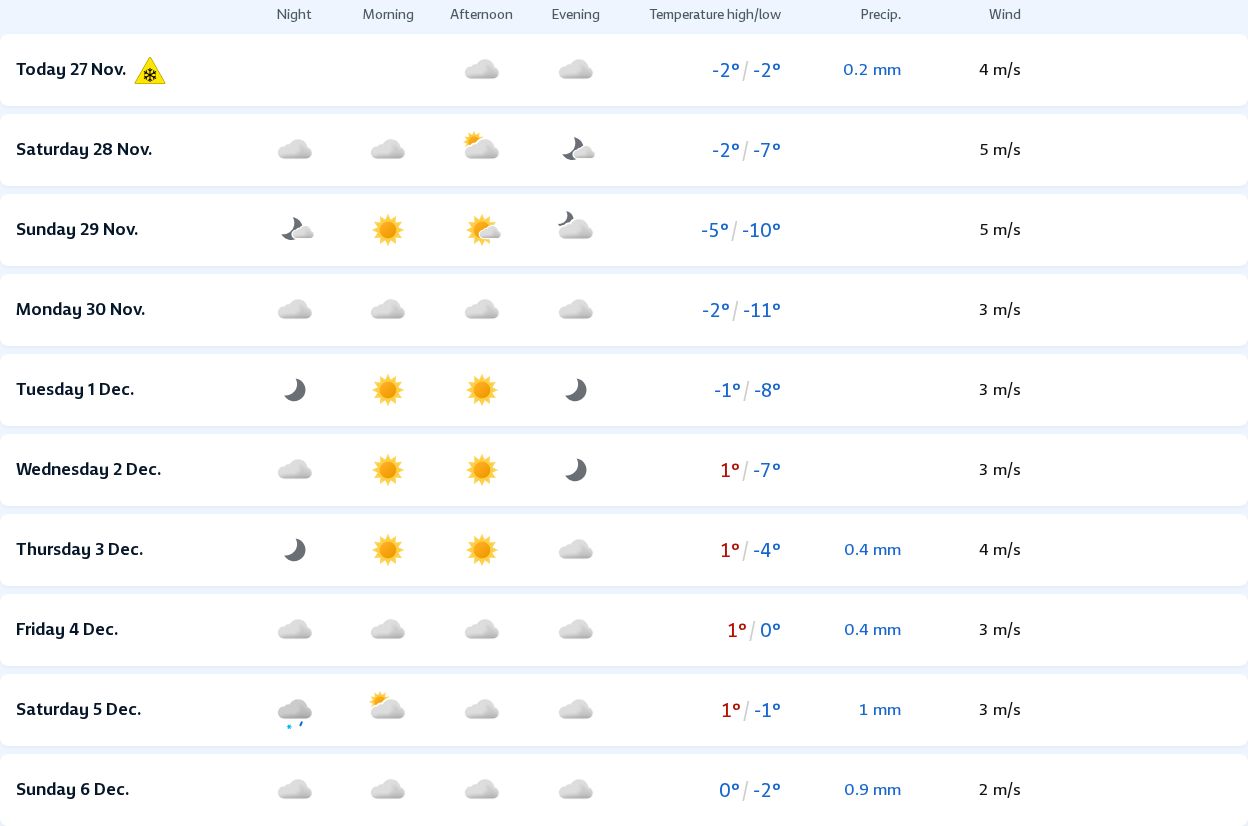 Night Morning Afternoon Evening Temperature high/low Precip. Wind
Today 27 Nov. -2°/-2° 0.2 mm 4 m/s
Saturday 28 Nov. -2°/-7° 5 m/s
Sunday 29 Nov. -5°/-10° 5 m/s
Monday 30 Nov. -2°/-11° 3 m/s
Tuesday 1 Dec. -1°/-8° 3 m/s
Wednesday 2 Dec. 1°/-7° 3 m/s
Thursday 3 Dec. 1°/-4° 0.4 mm 4 m/s
Friday 4 Dec. 1°/0° 0.4 mm 3 m/s
Saturday 5 Dec. 1°/-1° 1 mm 3 m/s
Sunday 6 Dec. 0°/-2° 0.9 mm 2 m/s